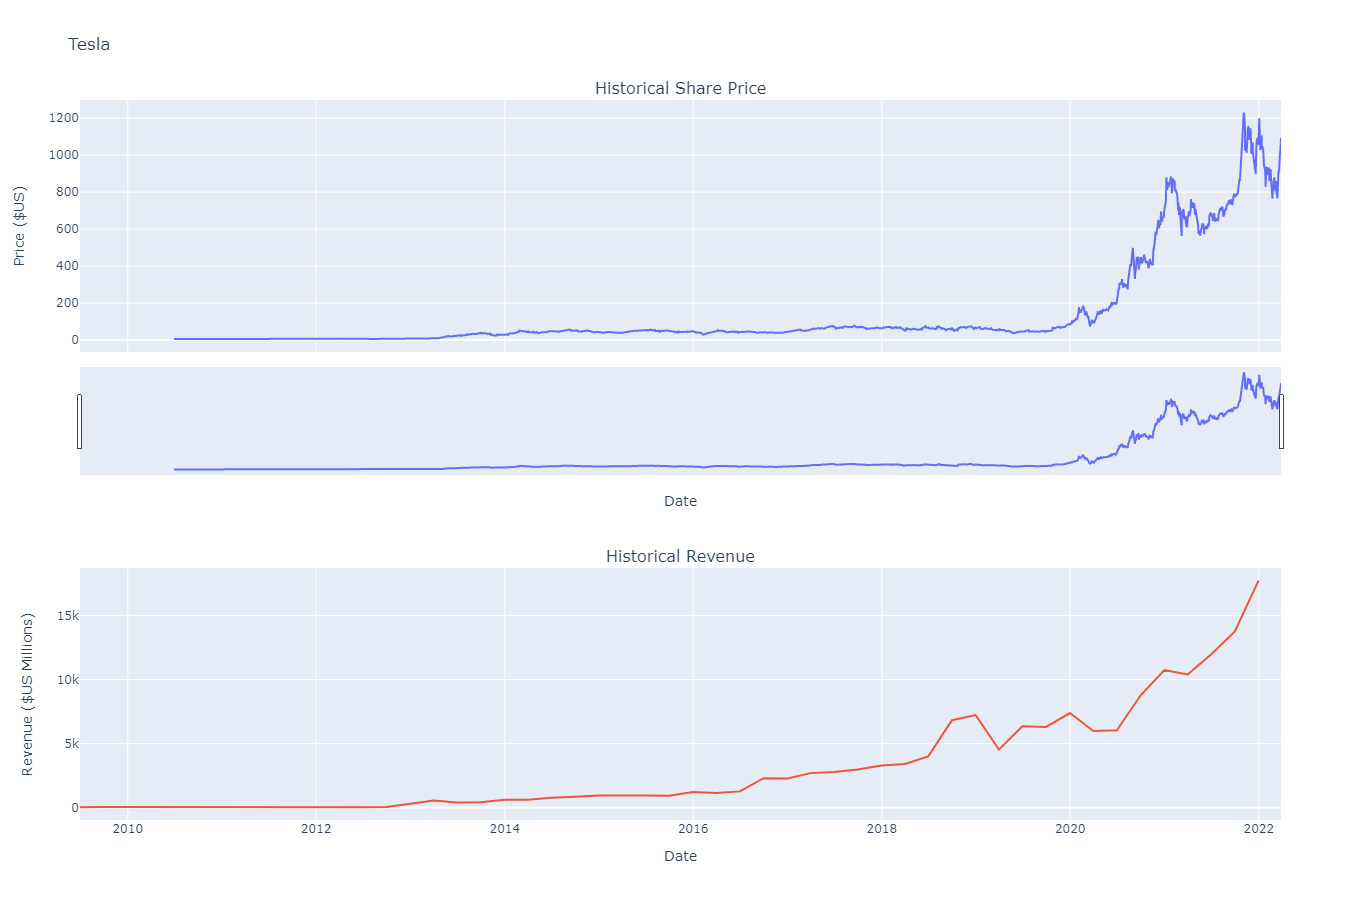 Tesla
Historical Share Price
1200
1000
800
600
400
200
0
Price ($US)
Date
Historical Revenue
15k
10k
5k
0
Revenue ($US Millions)
2010 2012 2014 2016 2018 2020 2022
Date